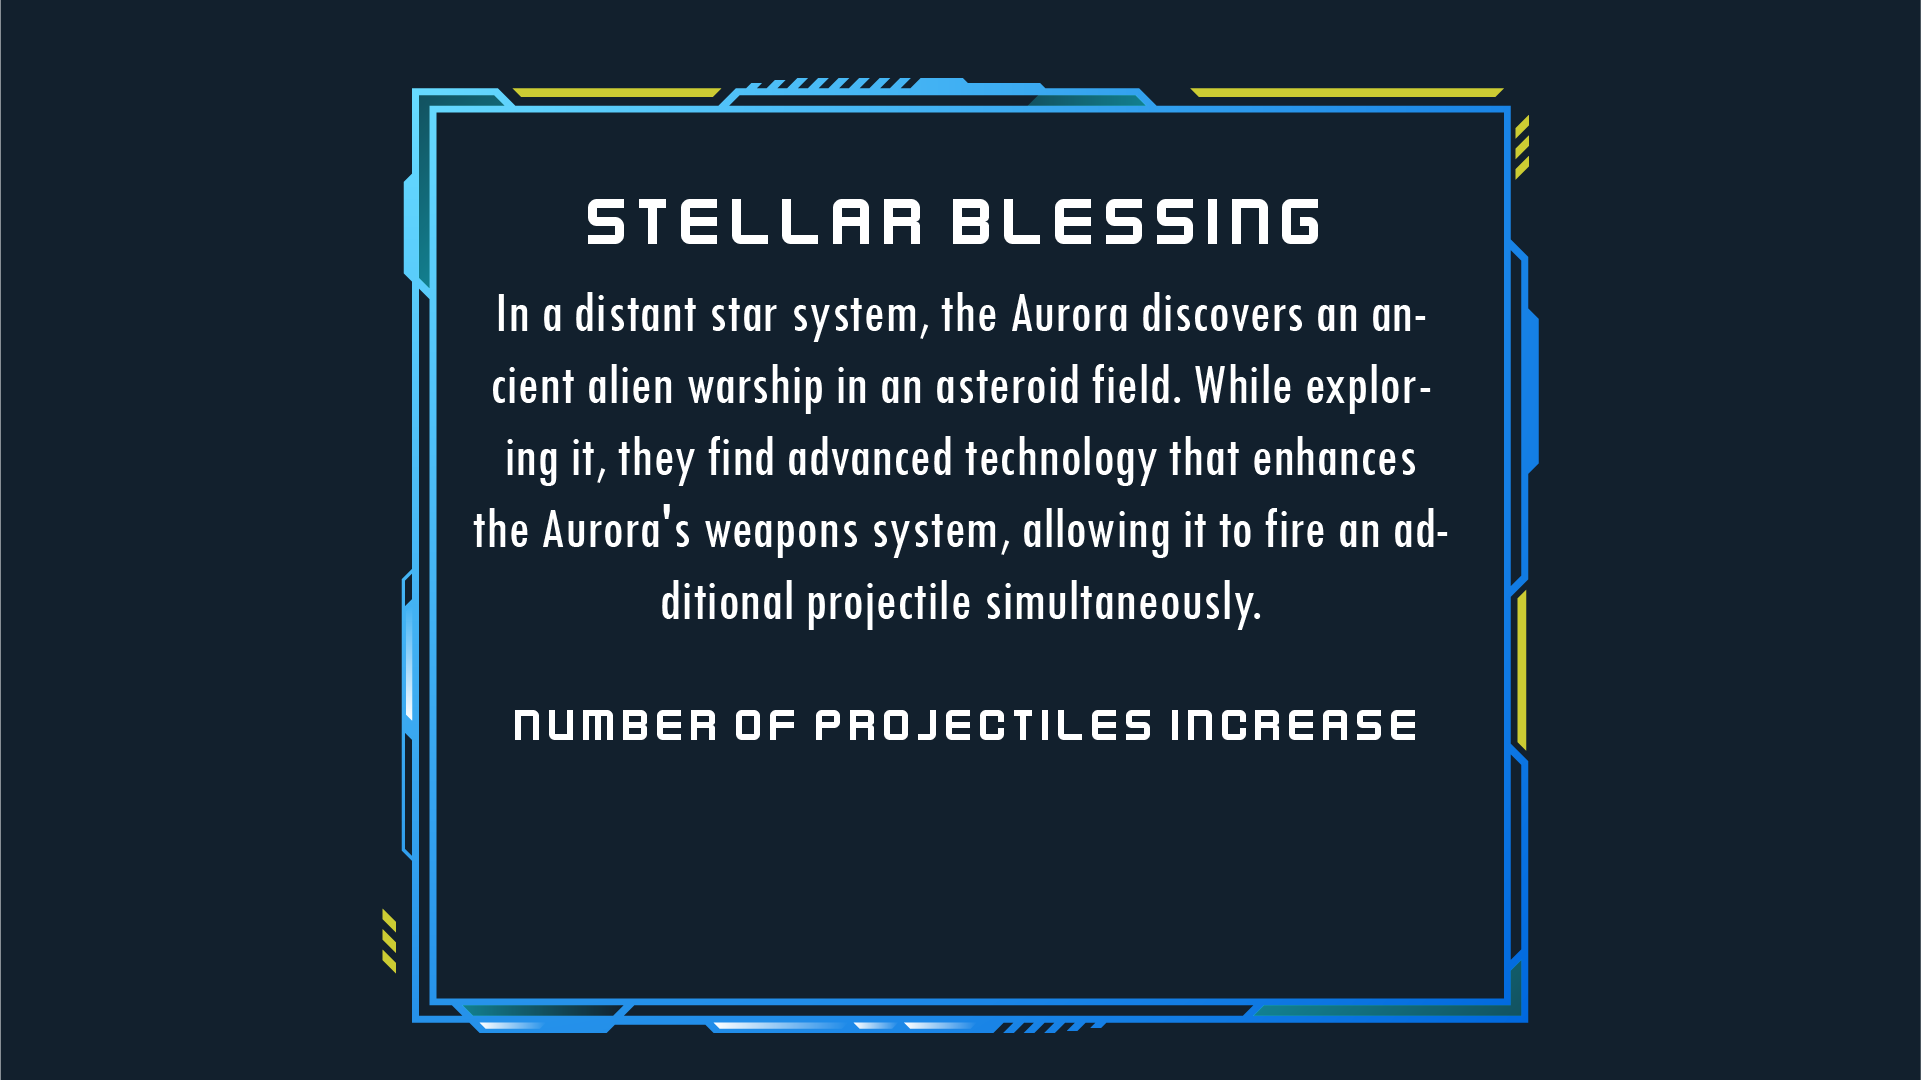 STELLAR BLESSING
In a distant star system, the Aurora discovers an an-
cient alien warship in an asteroid field. While explor-
ing it, they find advanced technology that enhances
the Aurora's weapons system, allowing it to fire an ad-
ditional projectile simultaneously.
NUMBER OF PROJECTILES INCREASE